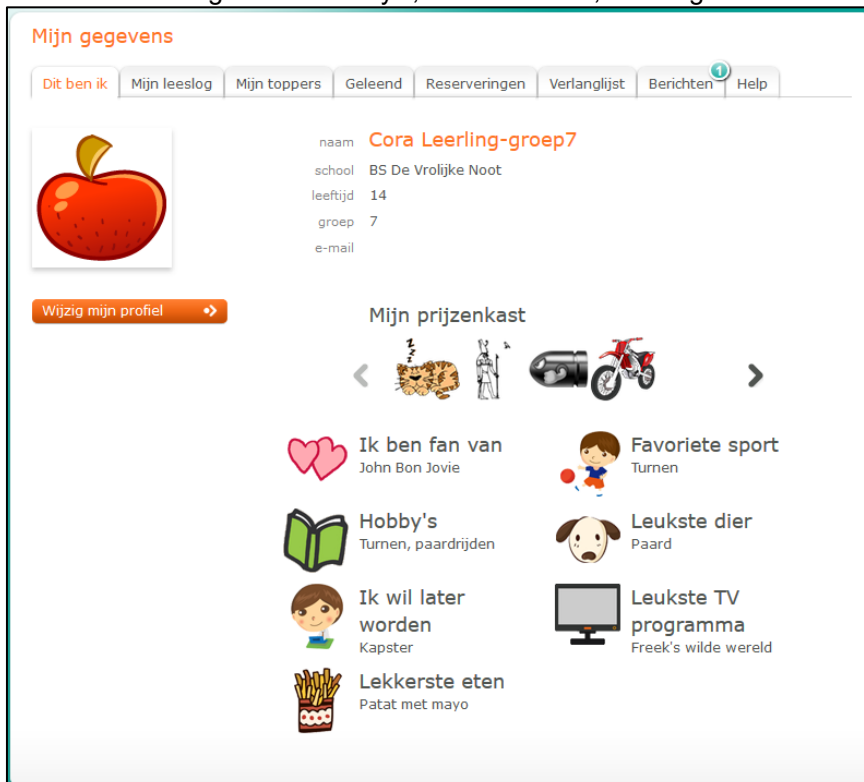 Mijn gegevens
Dit ben ik Mijn leeslog Mijn toppers Geleend Reserveringen Verlanglijst Berichten 1 Help
naam Cora Leerling-groep7
school BS De Vrolijke Noot
leeftijd 14
groep 7
e-mail
Wijzig mijn profiel
Mijn prijzenkast
z z z
Ik ben fan van
John Bon Jovie
Favoriete sport
Turnen
Hobby's
Turnen, paardrijden
Leukste dier
Paard
Ik wil later
worden
Kapster
Leukste TV
programma
Freek's wilde wereld
Lekkerste eten
Patat met mayo